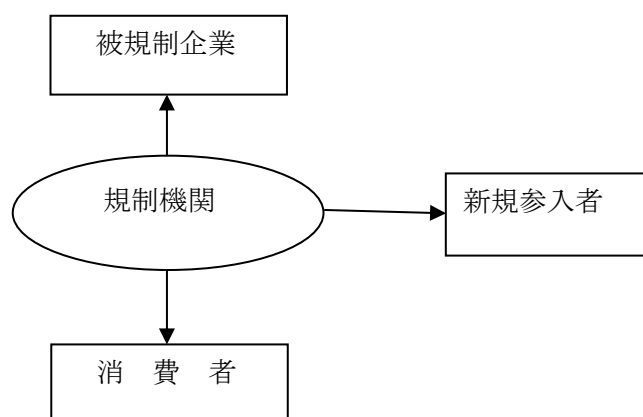 被規制企業
規制機関
新規参入者
消　費　者